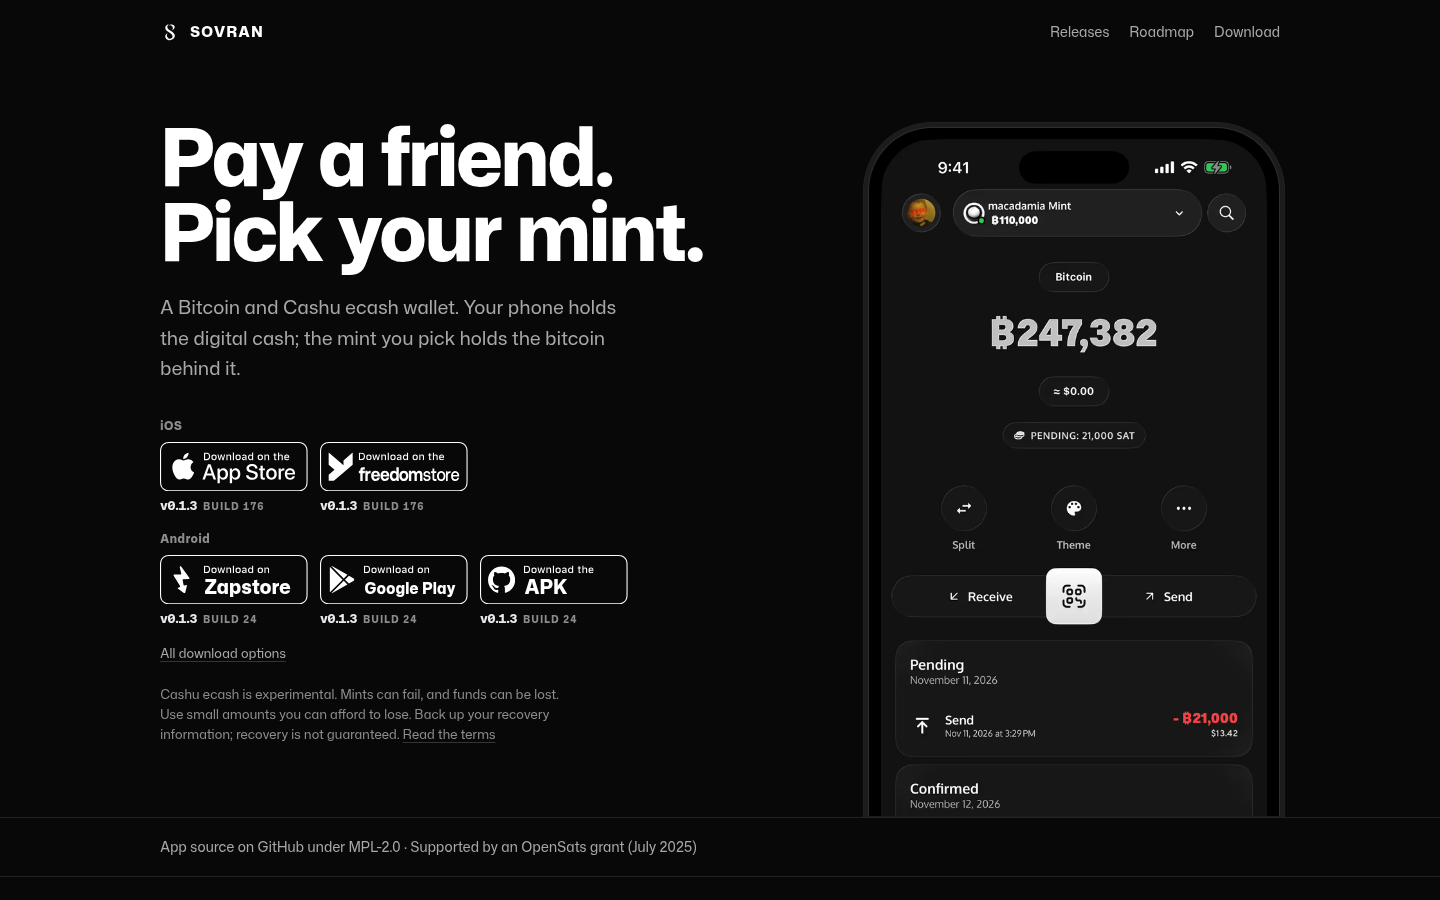 SOVRAN
Releases
Roadmap
Download
Pay a friend.
Pick your mint.
A Bitcoin and Cashu ecash wallet. Your phone holds
the digital cash; the mint you pick holds the bitcoin
behind it.
iOS
Download on the
App Store
Download on the
freedomstore
v0.1.3 BUILD 176
v0.1.3 BUILD 176
Android
Download on
Zapstore
Download on
Google Play
Download the
APK
v0.1.3 BUILD 24
v0.1.3 BUILD 24
v0.1.3 BUILD 24
All download options
Cashu ecash is experimental. Mints can fail, and funds can be lost.
Use small amounts you can afford to lose. Back up your recovery
information; recovery is not guaranteed. Read the terms
9:41
macadamia Mint
₿110,000
Bitcoin
₿247,382
≈ $0.00
PENDING: 21,000 SAT
Split
Theme
More
Receive
Send
Pending
November 11, 2026
Send
Nov 11, 2026 at 3:29 PM
- ₿21,000
$13.42
Confirmed
November 12, 2026
App source on GitHub under MPL-2.0 · Supported by an OpenSats grant (July 2025)